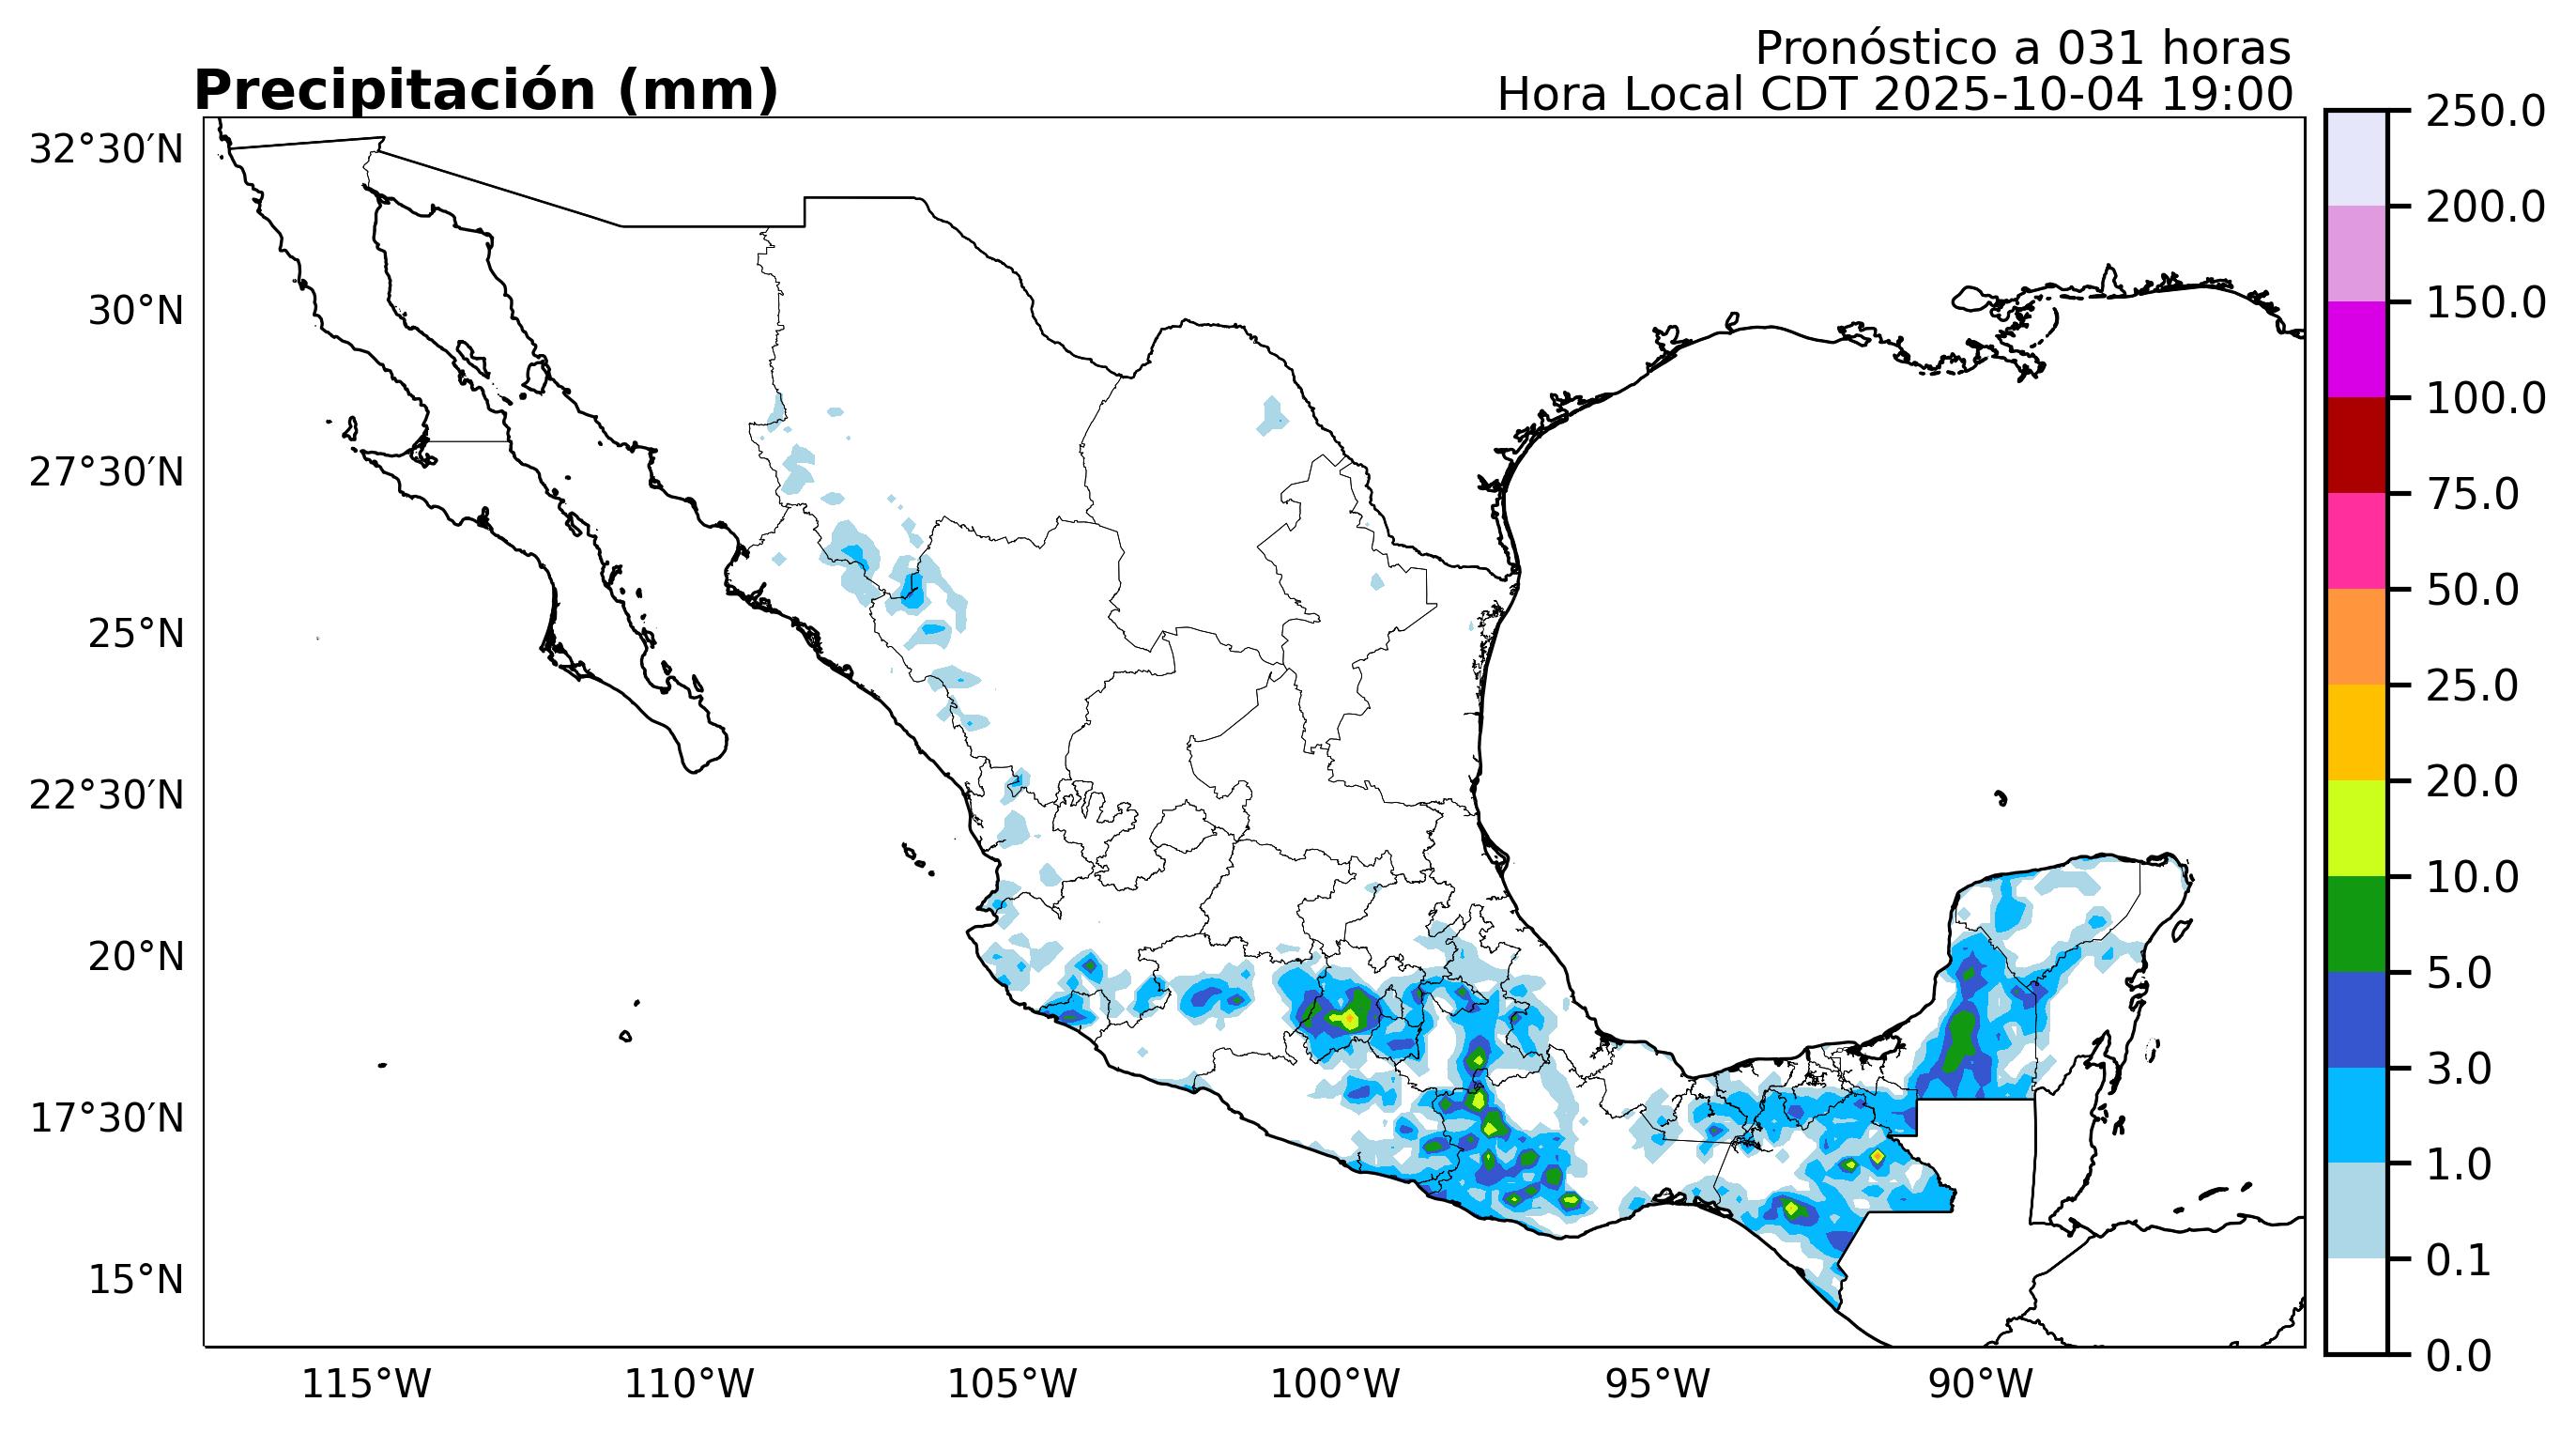 Pronóstico a 031 horas
Precipitación (mm)
Hora Local CDT 2025-10-04 19:00
32°30′N
30°N
27°30′N
25°N
22°30′N
20°N
17°30′N
15°N
115°W
110°W
105°W
100°W
95°W
90°W
250.0
200.0
150.0
100.0
75.0
50.0
25.0
20.0
10.0
5.0
3.0
1.0
0.1
0.0